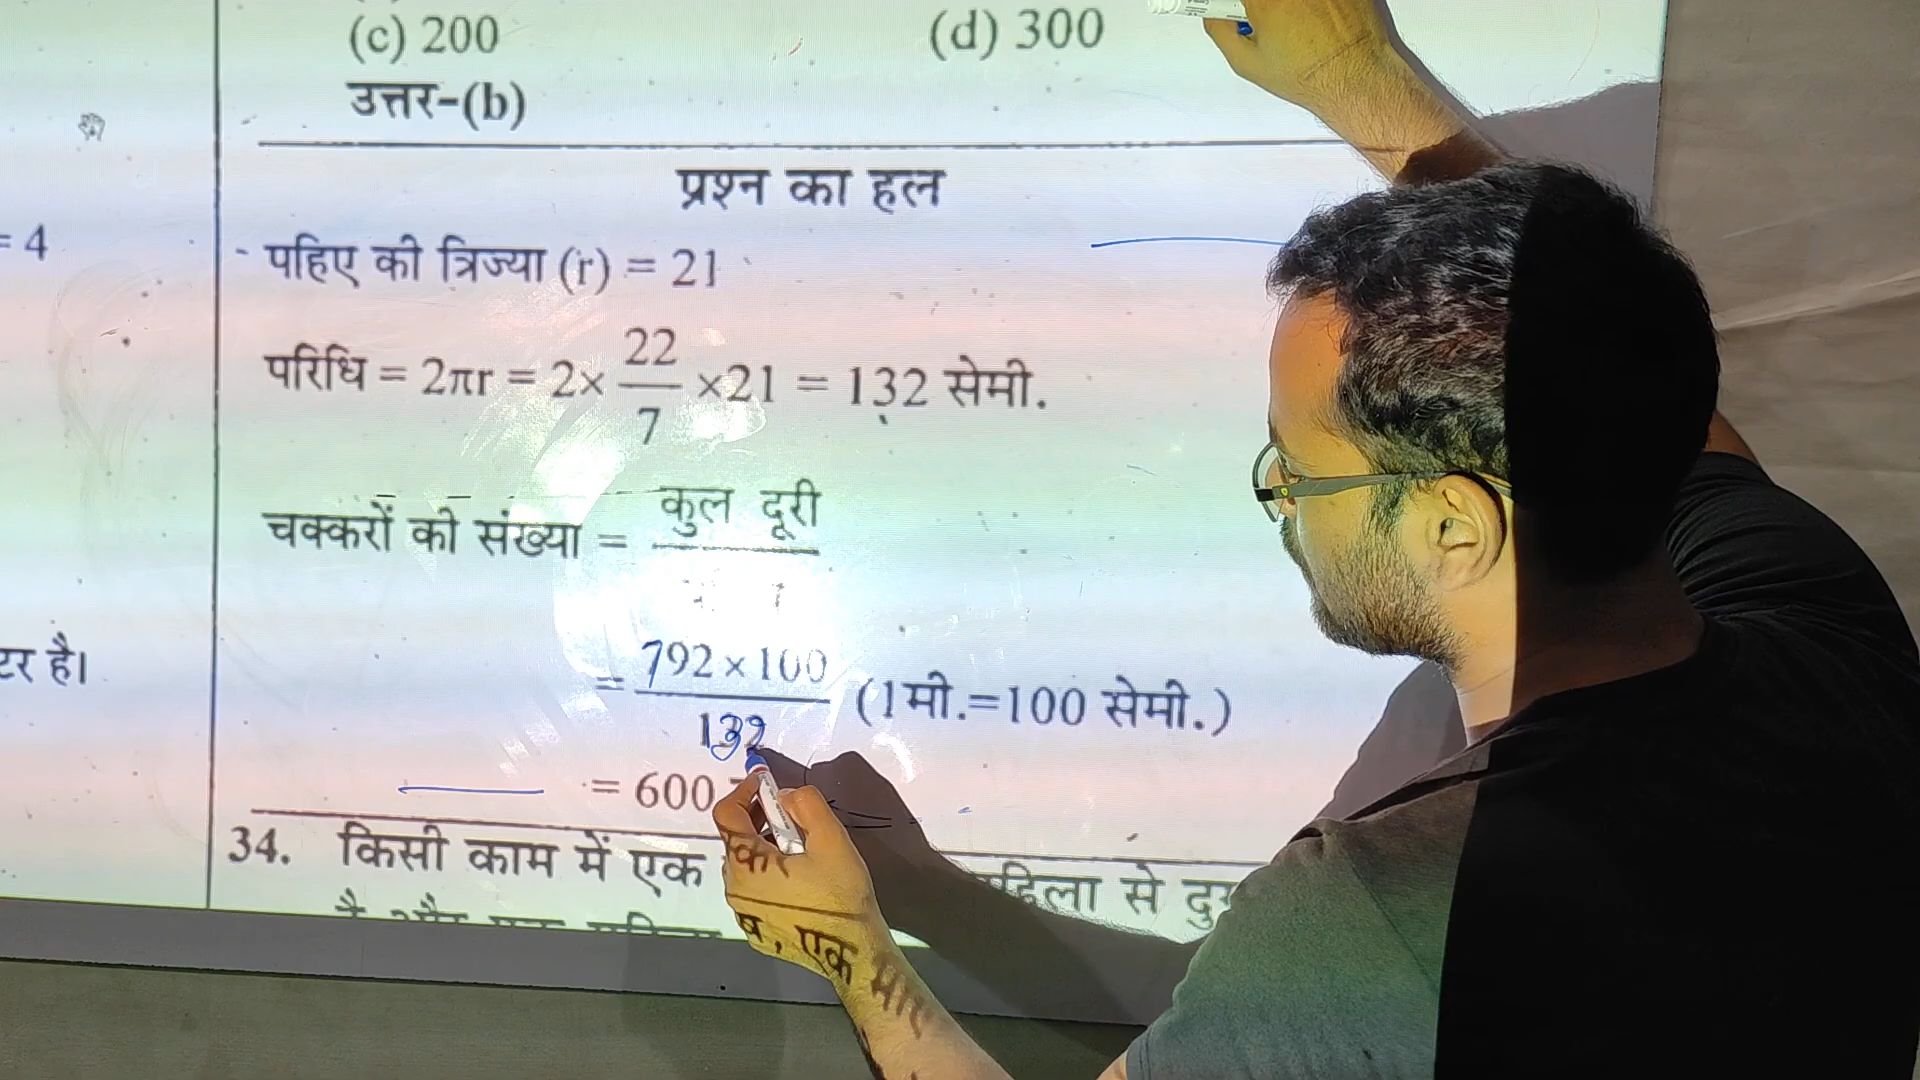 (c) 200 (d) 300
उत्तर-(b)
प्रश्न का हल
= 4
पहिए की त्रिज्या (r) = 21
परिधि = 2πr = 2× 22/7 ×21 = 132 सेमी.
चक्करों की संख्या = कुल दूरी
= 792 × 100 / 132 (1मी.=100 सेमी.)
टर है।
= 600
34. किसी काम में एक से दु